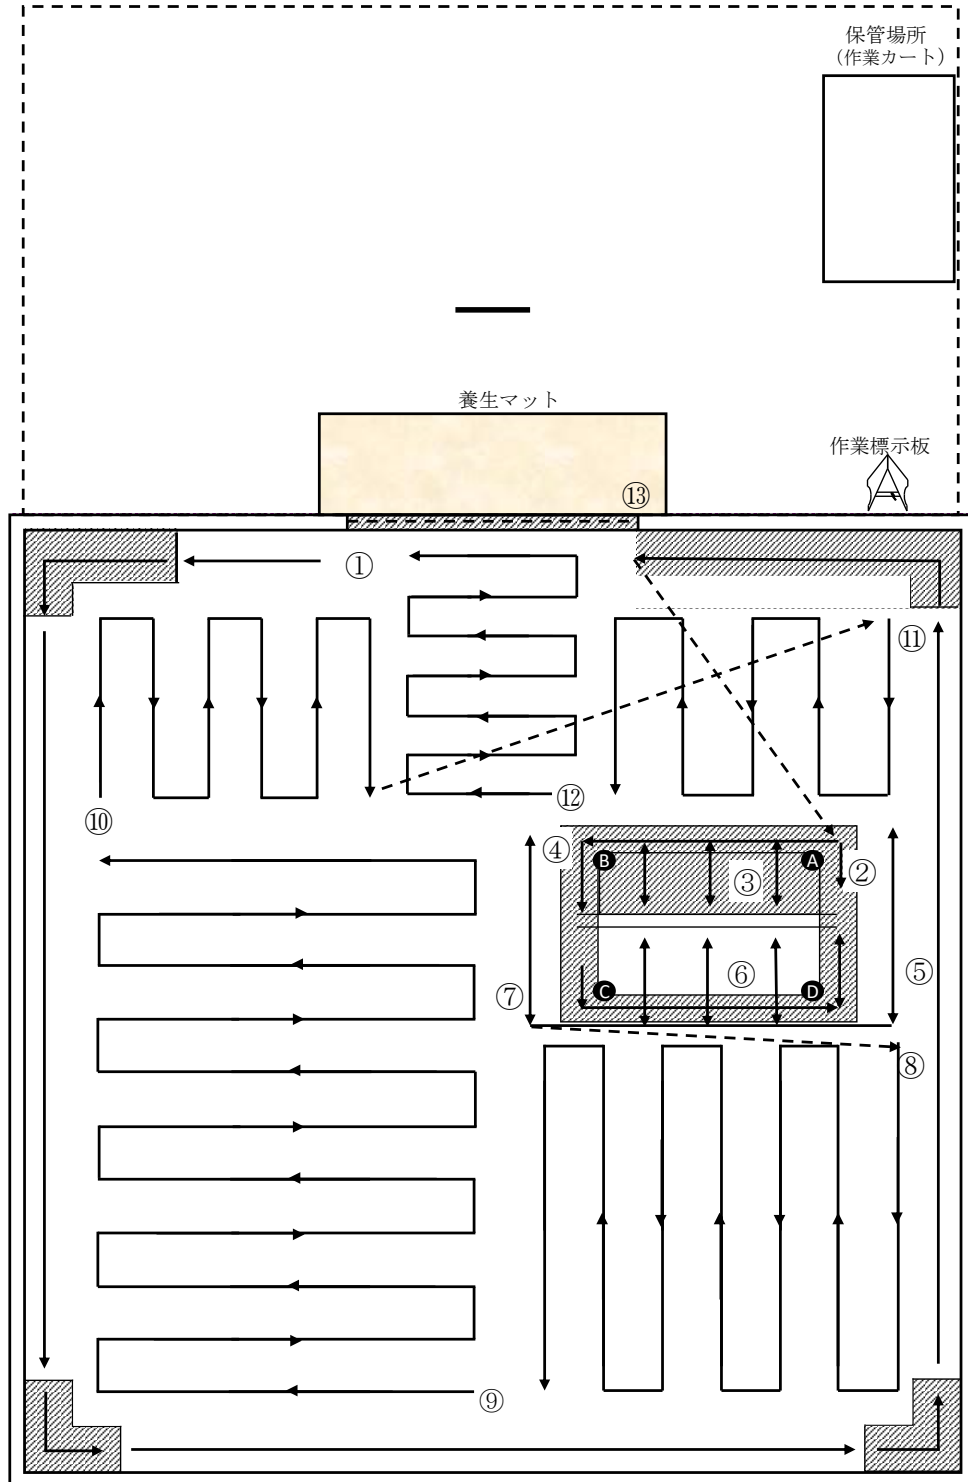 保管場所
（作業カート）
養生マット
作業標示板
⑬
①
⑪
⑩
⑫
④
B
A
②
③
⑤
⑥
⑦
C
D
⑧
⑨